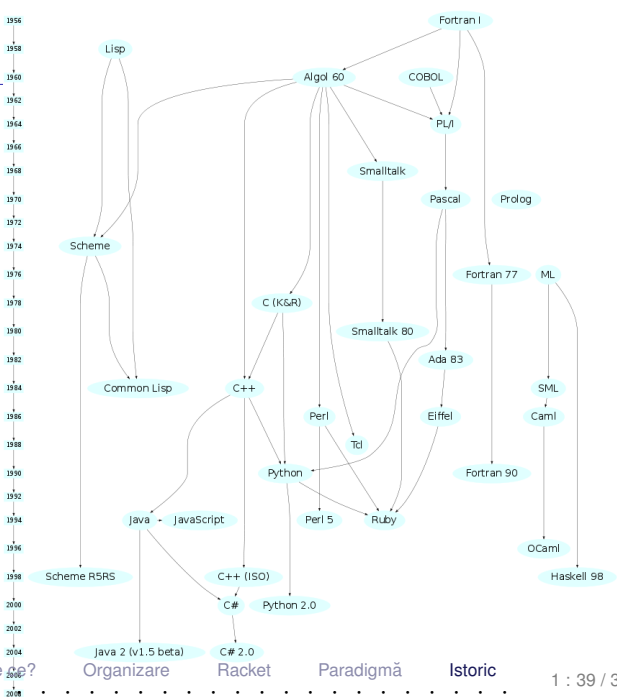 1956
Fortran I
1958
Lisp
1960
Algol 60
COBOL
1962
1964
PL/I
1966
1968
Smalltalk
1970
Pascal
Prolog
1972
1974
Scheme
1976
Fortran 77
ML
1978
C (K&R)
1980
Smalltalk 80
1982
Ada 83
1984
Common Lisp
C++
SML
1986
Perl
Eiffel
Caml
1988
Tcl
1990
Python
Fortran 90
1992
1994
Java
JavaScript
Perl 5
Ruby
1996
OCaml
1998
Scheme R5RS
C++ (ISO)
Haskell 98
2000
C#
Python 2.0
2002
2004
Java 2 (v1.5 beta)
C# 2.0
ce?
Organizare
Racket
Paradigmă
Istoric
1 : 39 / 3